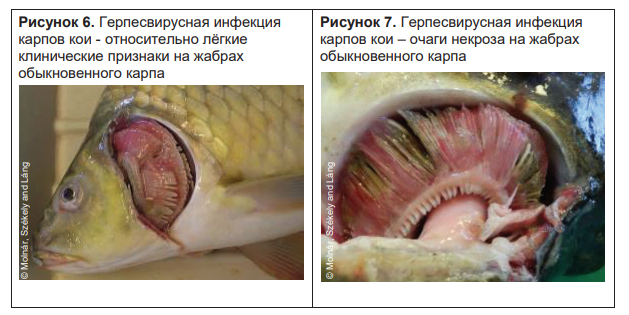 Рисунок 6. Герпесвирусная инфекция
карпов кои - относительно лёгкие
клинические признаки на жабрах
обыкновенного карпа
© Molnár, Székely and Láng
Рисунок 7. Герпесвирусная инфекция
карпов кои – очаги некроза на жабрах
обыкновенного карпа
© Molnár, Székely and Láng